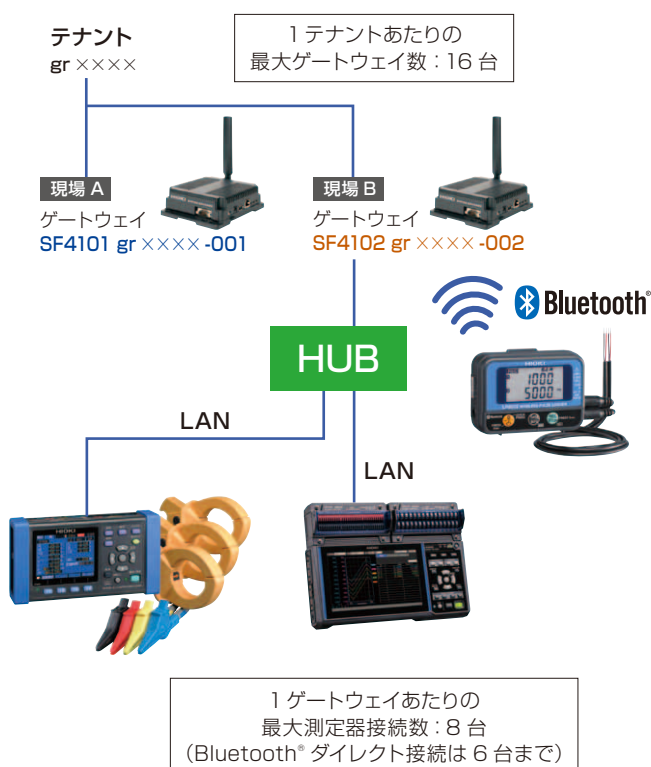 テナント
gr ××××
1テナントあたりの
最大ゲートウェイ数：16 台
現場 A
ゲートウェイ
SF4101 gr ×××× -001
現場 B
ゲートウェイ
SF4102 gr ×××× -002
Bluetooth®
HUB
HIOKI
1000
5000
LAN
LAN
HIOKI
1ゲートウェイあたりの
最大測定器接続数：8 台
（Bluetooth® ダイレクト接続は 6 台まで）